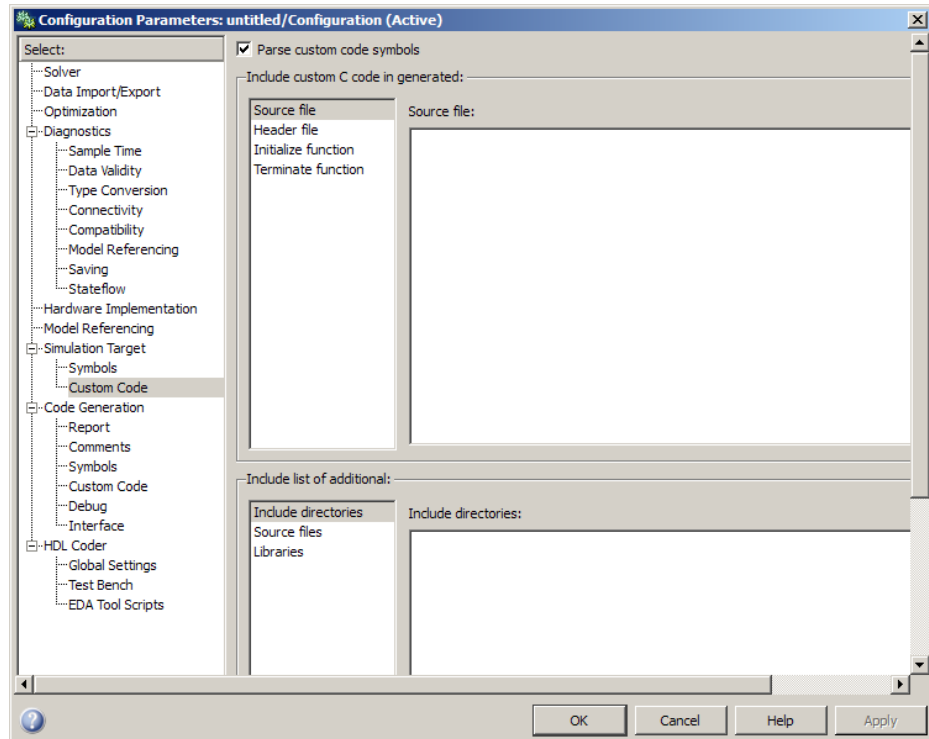 Configuration Parameters: untitled/Configuration (Active)
Select:
Solver
Data Import/Export
Optimization
Diagnostics
Sample Time
Data Validity
Type Conversion
Connectivity
Compatibility
Model Referencing
Saving
Stateflow
Hardware Implementation
Model Referencing
Simulation Target
Symbols
Custom Code
Code Generation
Report
Comments
Symbols
Custom Code
Debug
Interface
HDL Coder
Global Settings
Test Bench
EDA Tool Scripts
Parse custom code symbols
Include custom C code in generated:
Source file
Header file
Initialize function
Terminate function
Source file:
Include list of additional:
Include directories
Source files
Libraries
Include directories:
OK
Cancel
Help
Apply